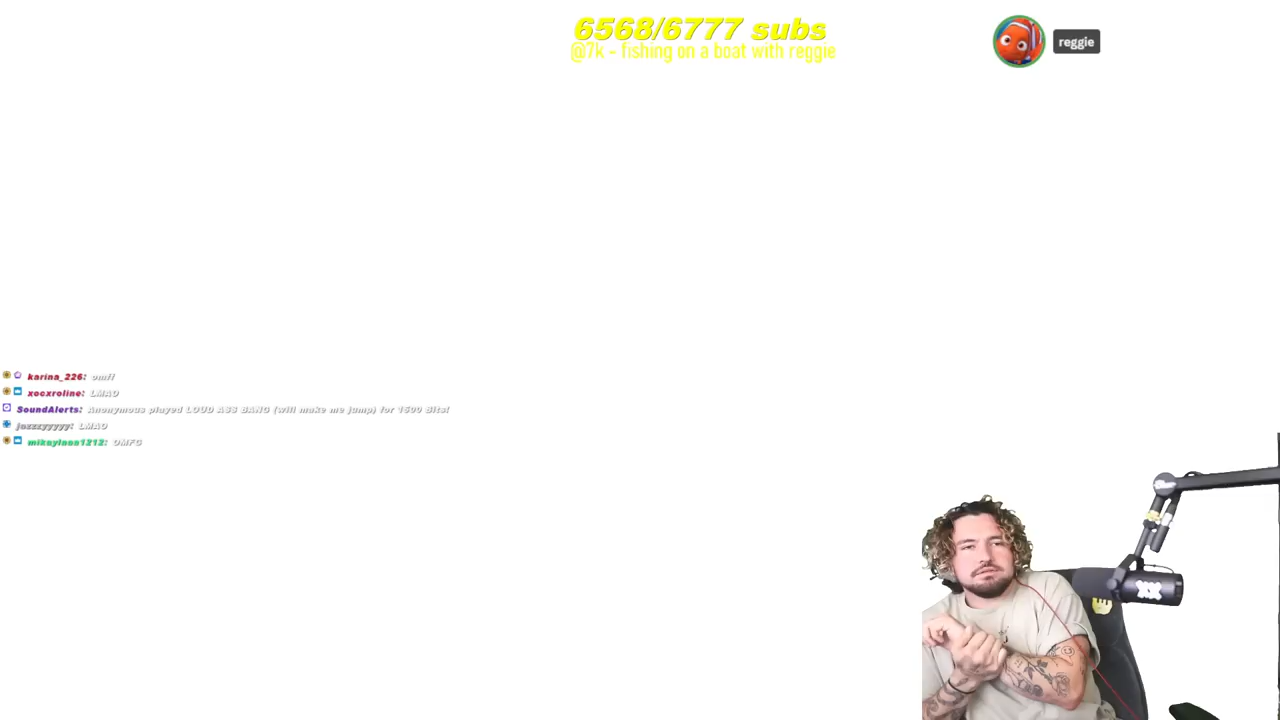 6568/6777 subs
@7k - fishing on a boat with reggie
reggie
karina_226: omff
xocxroline: LMAO
SoundAlerts: Anonymous played LOUD ASS BANG (will make me jump) for 1500 Bits!
jazzzyyyyy: LMAO
mikaylaaa1212: OMFG